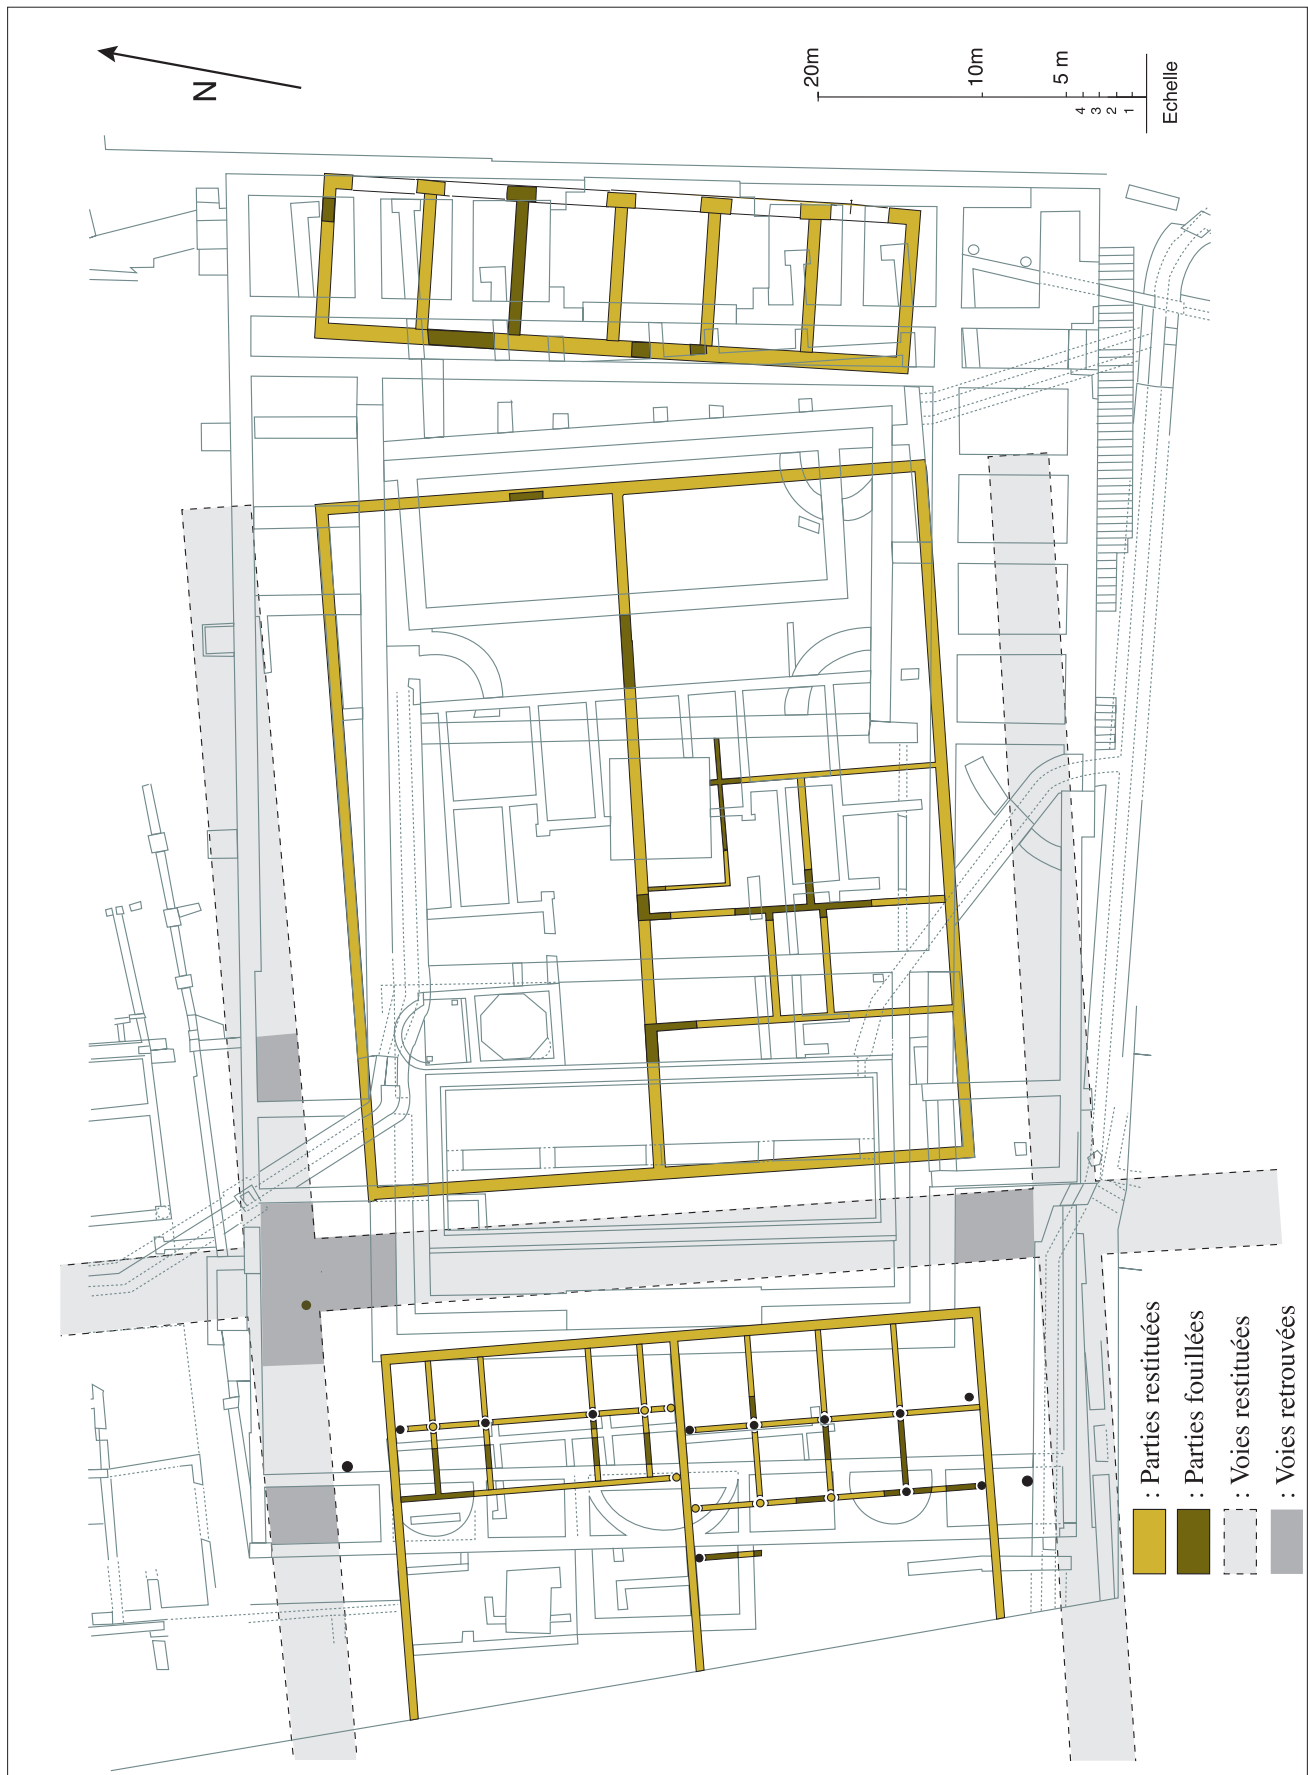 N
20m
10m
5 m
4
3
2
1
Echelle
: Parties restituées
: Parties fouillées
: Voies restituées
: Voies retrouvées